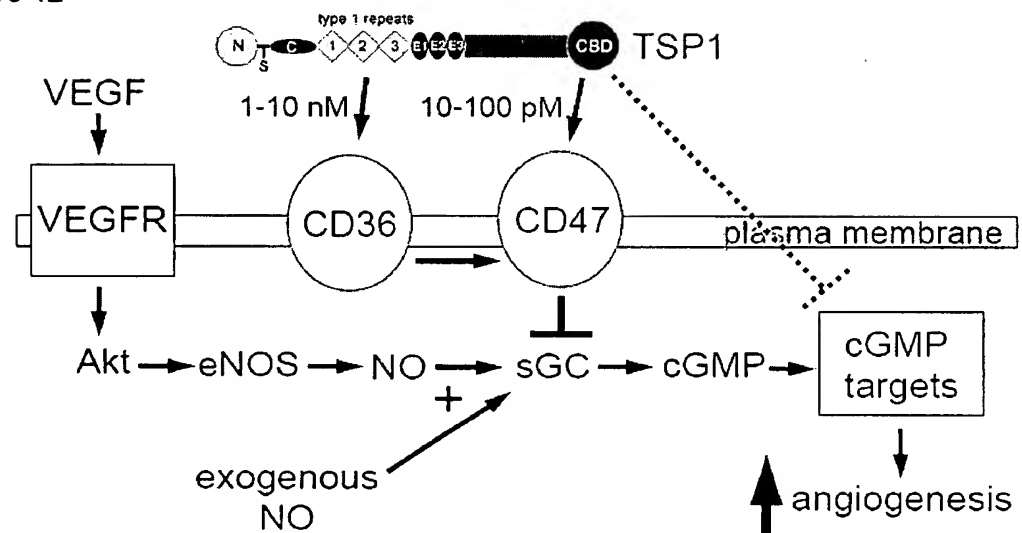 type 1 repeats
N
S
C
1
2
3
E1
E2
E3
CBD
TSP1
VEGF
1-10 nM
10-100 pM
VEGFR
CD36
CD47
plasma membrane
Akt
eNOS
NO
sGC
cGMP
cGMP
targets
+
exogenous
NO
angiogenesis